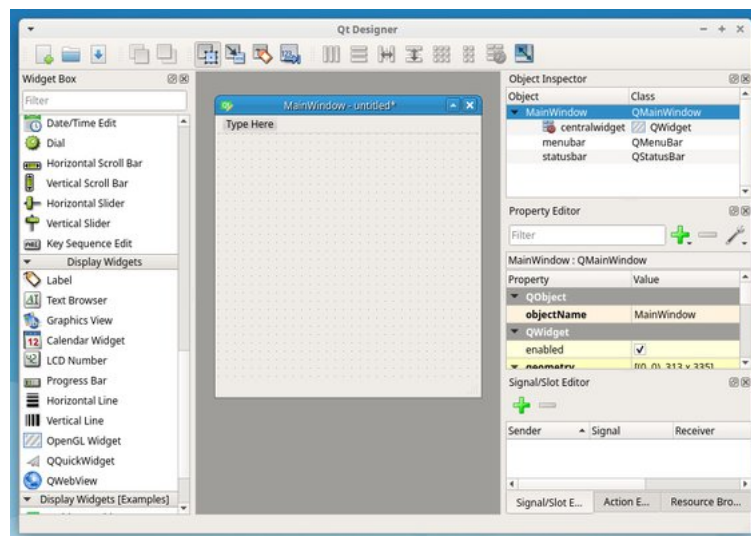 Qt Designer
Widget Box
Filter
Date/Time Edit
Dial
Horizontal Scroll Bar
Vertical Scroll Bar
Horizontal Slider
Vertical Slider
Key Sequence Edit
Display Widgets
Label
Text Browser
Graphics View
Calendar Widget
LCD Number
Progress Bar
Horizontal Line
Vertical Line
OpenGL Widget
QQuickWidget
QWebView
Display Widgets [Examples]
MainWindow - untitled*
Type Here
Object Inspector
Object Class
MainWindow QMainWindow
centralwidget QWidget
menubar QMenuBar
statusbar QStatusBar
Property Editor
Filter
MainWindow : QMainWindow
Property Value
QObject
objectName MainWindow
QWidget
enabled
geometry [(0, 0), 313 x 335]
Signal/Slot Editor
Sender Signal Receiver
Signal/Slot E... Action E... Resource Bro...